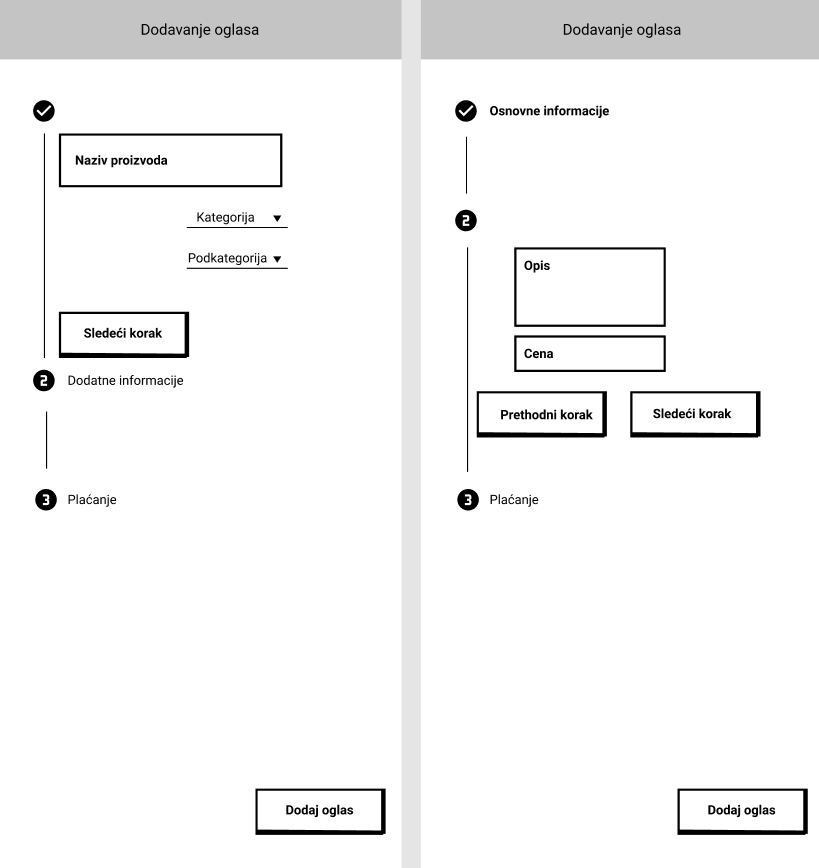 Dodavanje oglasa
Naziv proizvoda
Kategorija
Podkategorija
Sledeći korak
2 Dodatne informacije
3 Plaćanje
Dodaj oglas
Dodavanje oglasa
Osnovne informacije
2
Opis
Cena
Prethodni korak
Sledeći korak
3 Plaćanje
Dodaj oglas